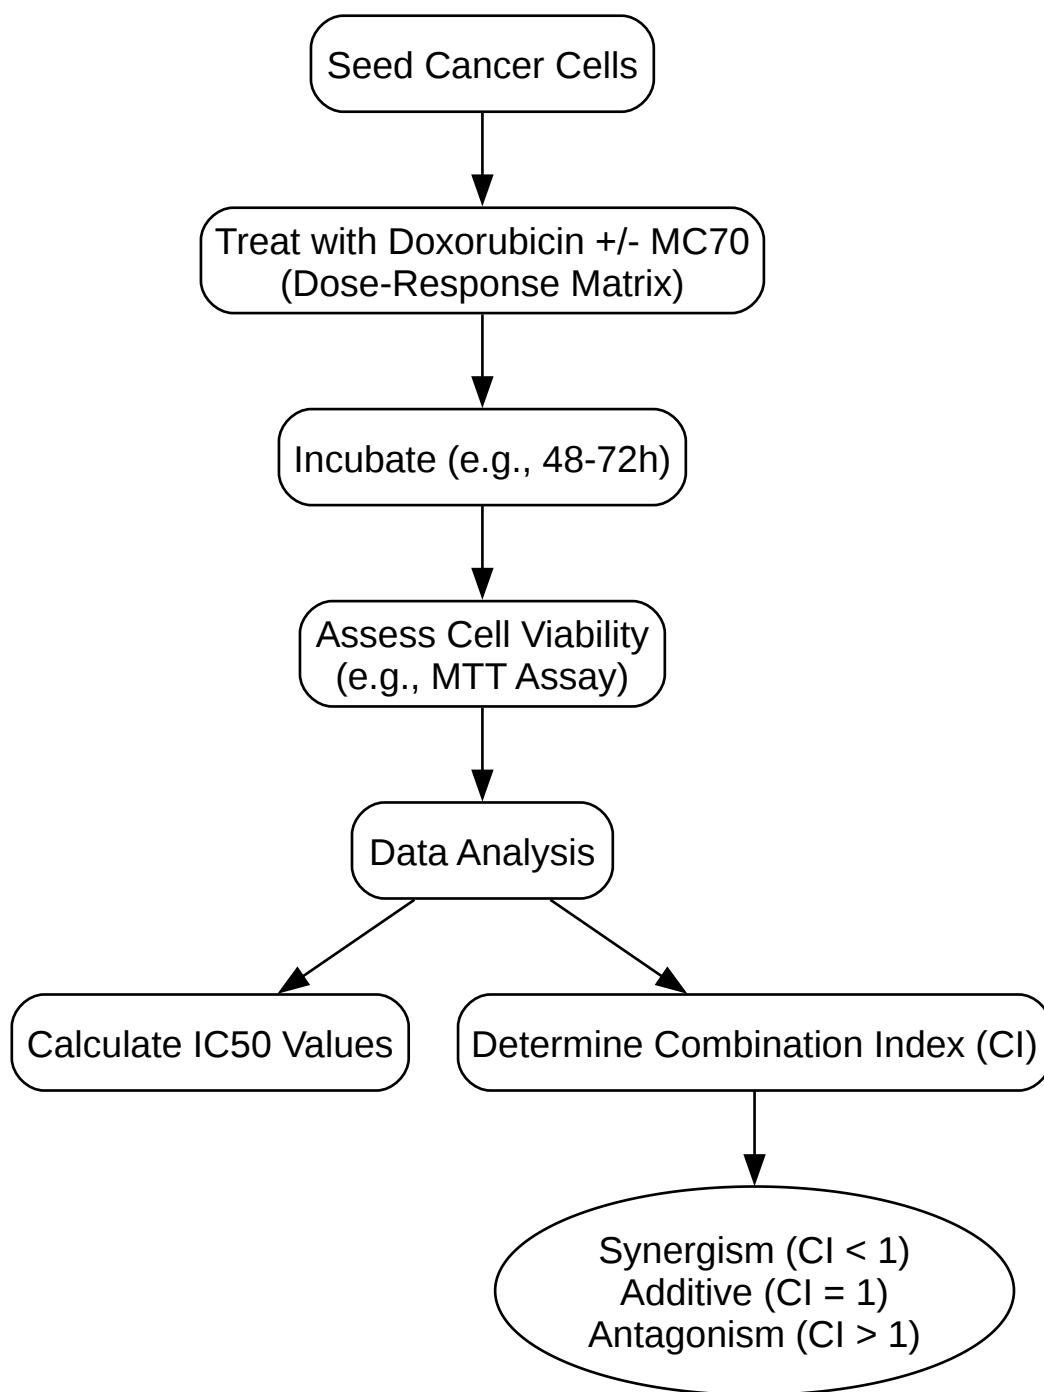 Seed Cancer Cells
Treat with Doxorubicin +/- MC70
(Dose-Response Matrix)
Incubate (e.g., 48-72h)
Assess Cell Viability
(e.g., MTT Assay)
Data Analysis
Calculate IC50 Values
Determine Combination Index (CI)
Synergism (CI < 1)
Additive (CI = 1)
Antagonism (CI > 1)